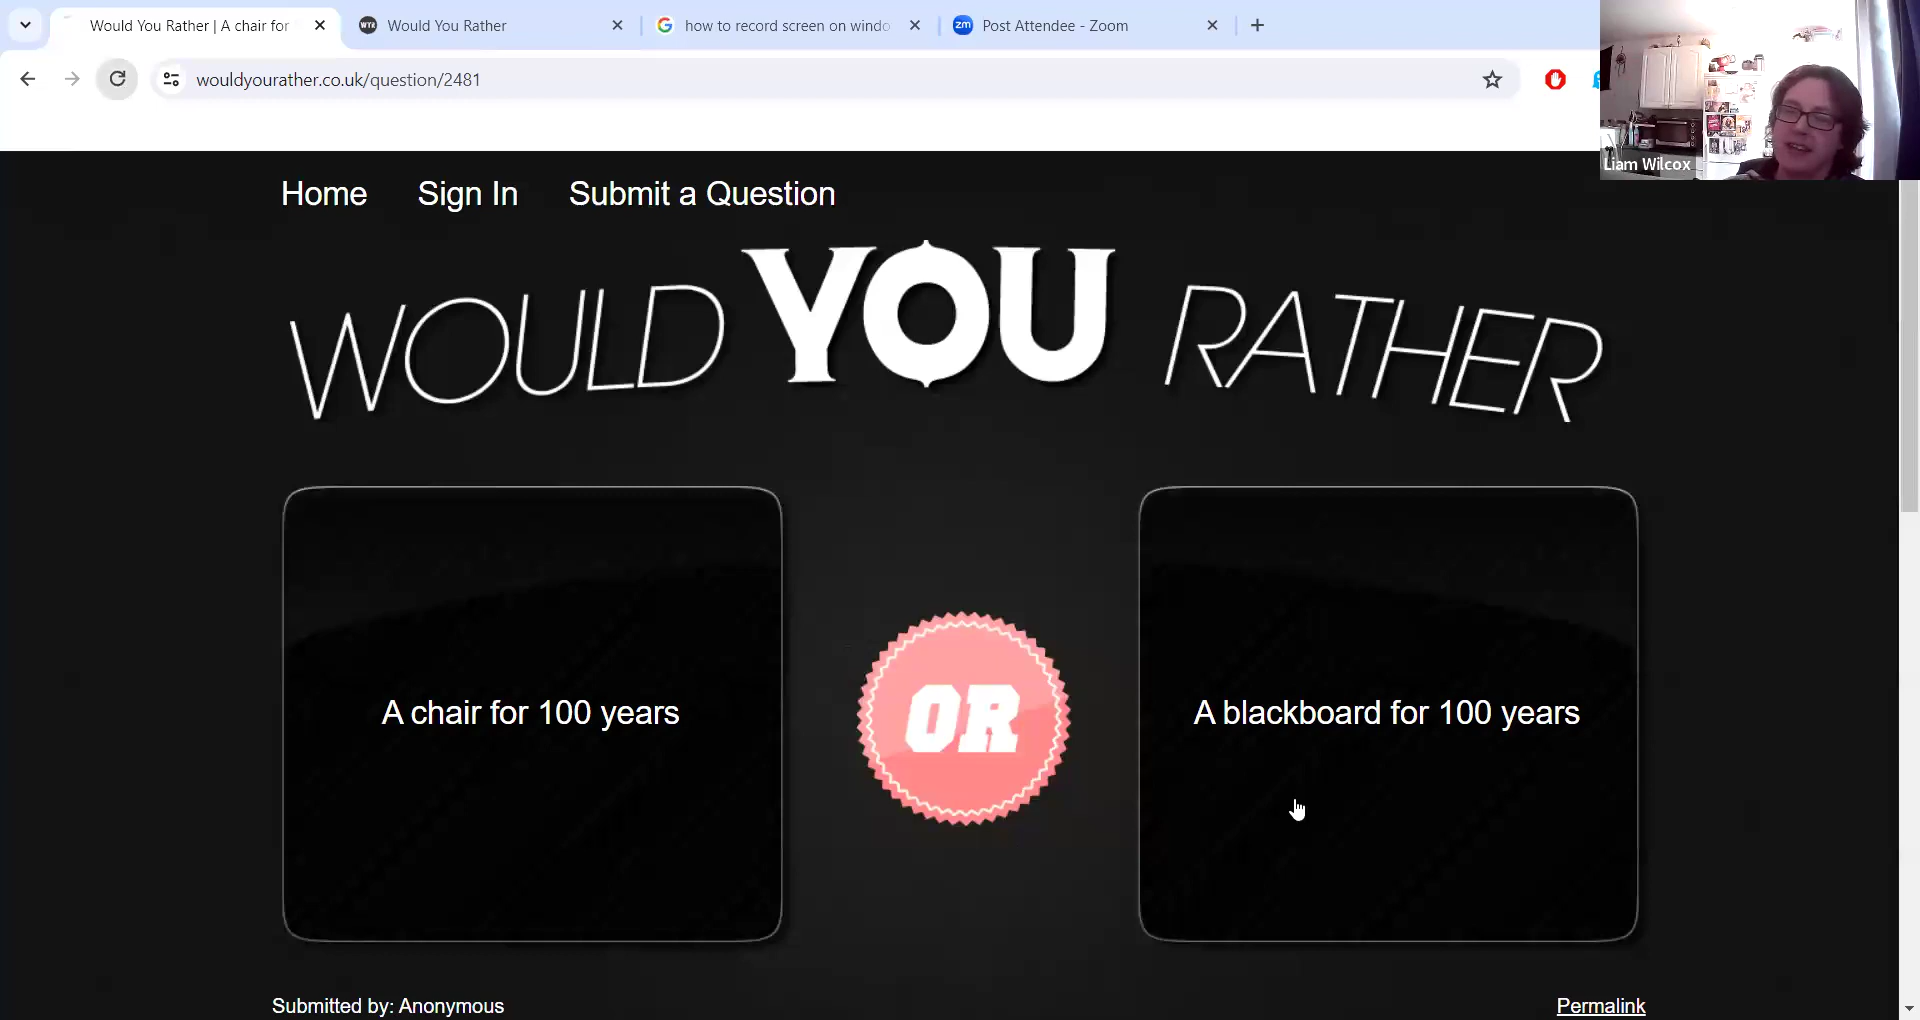 Would You Rather | A chair for
WYR Would You Rather
how to record screen on windo
zm Post Attendee - Zoom
wouldyourather.co.uk/question/2481
Liam Wilcox
Home Sign In Submit a Question
WOULD YOU RATHER
A chair for 100 years
OR
A blackboard for 100 years
Submitted by: Anonymous
Permalink